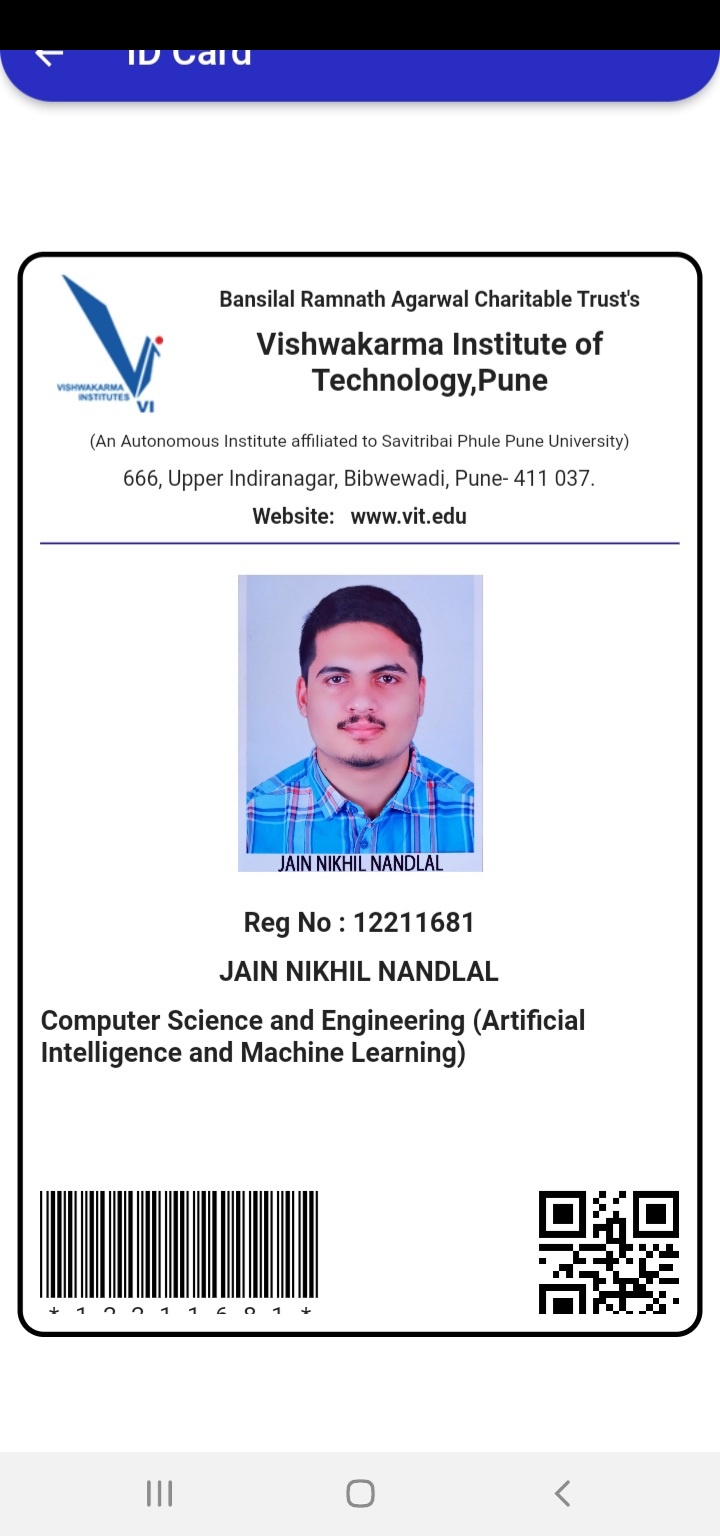 ID Card
Bansilal Ramnath Agarwal Charitable Trust's
Vishwakarma Institute of
Technology,Pune
VISHWAKARMA
INSTITUTES
VI
(An Autonomous Institute affiliated to Savitribai Phule Pune University)
666, Upper Indiranagar, Bibwewadi, Pune- 411 037.
Website: www.vit.edu
JAIN NIKHIL NANDLAL
Reg No : 12211681
JAIN NIKHIL NANDLAL
Computer Science and Engineering (Artificial
Intelligence and Machine Learning)
*12211681*